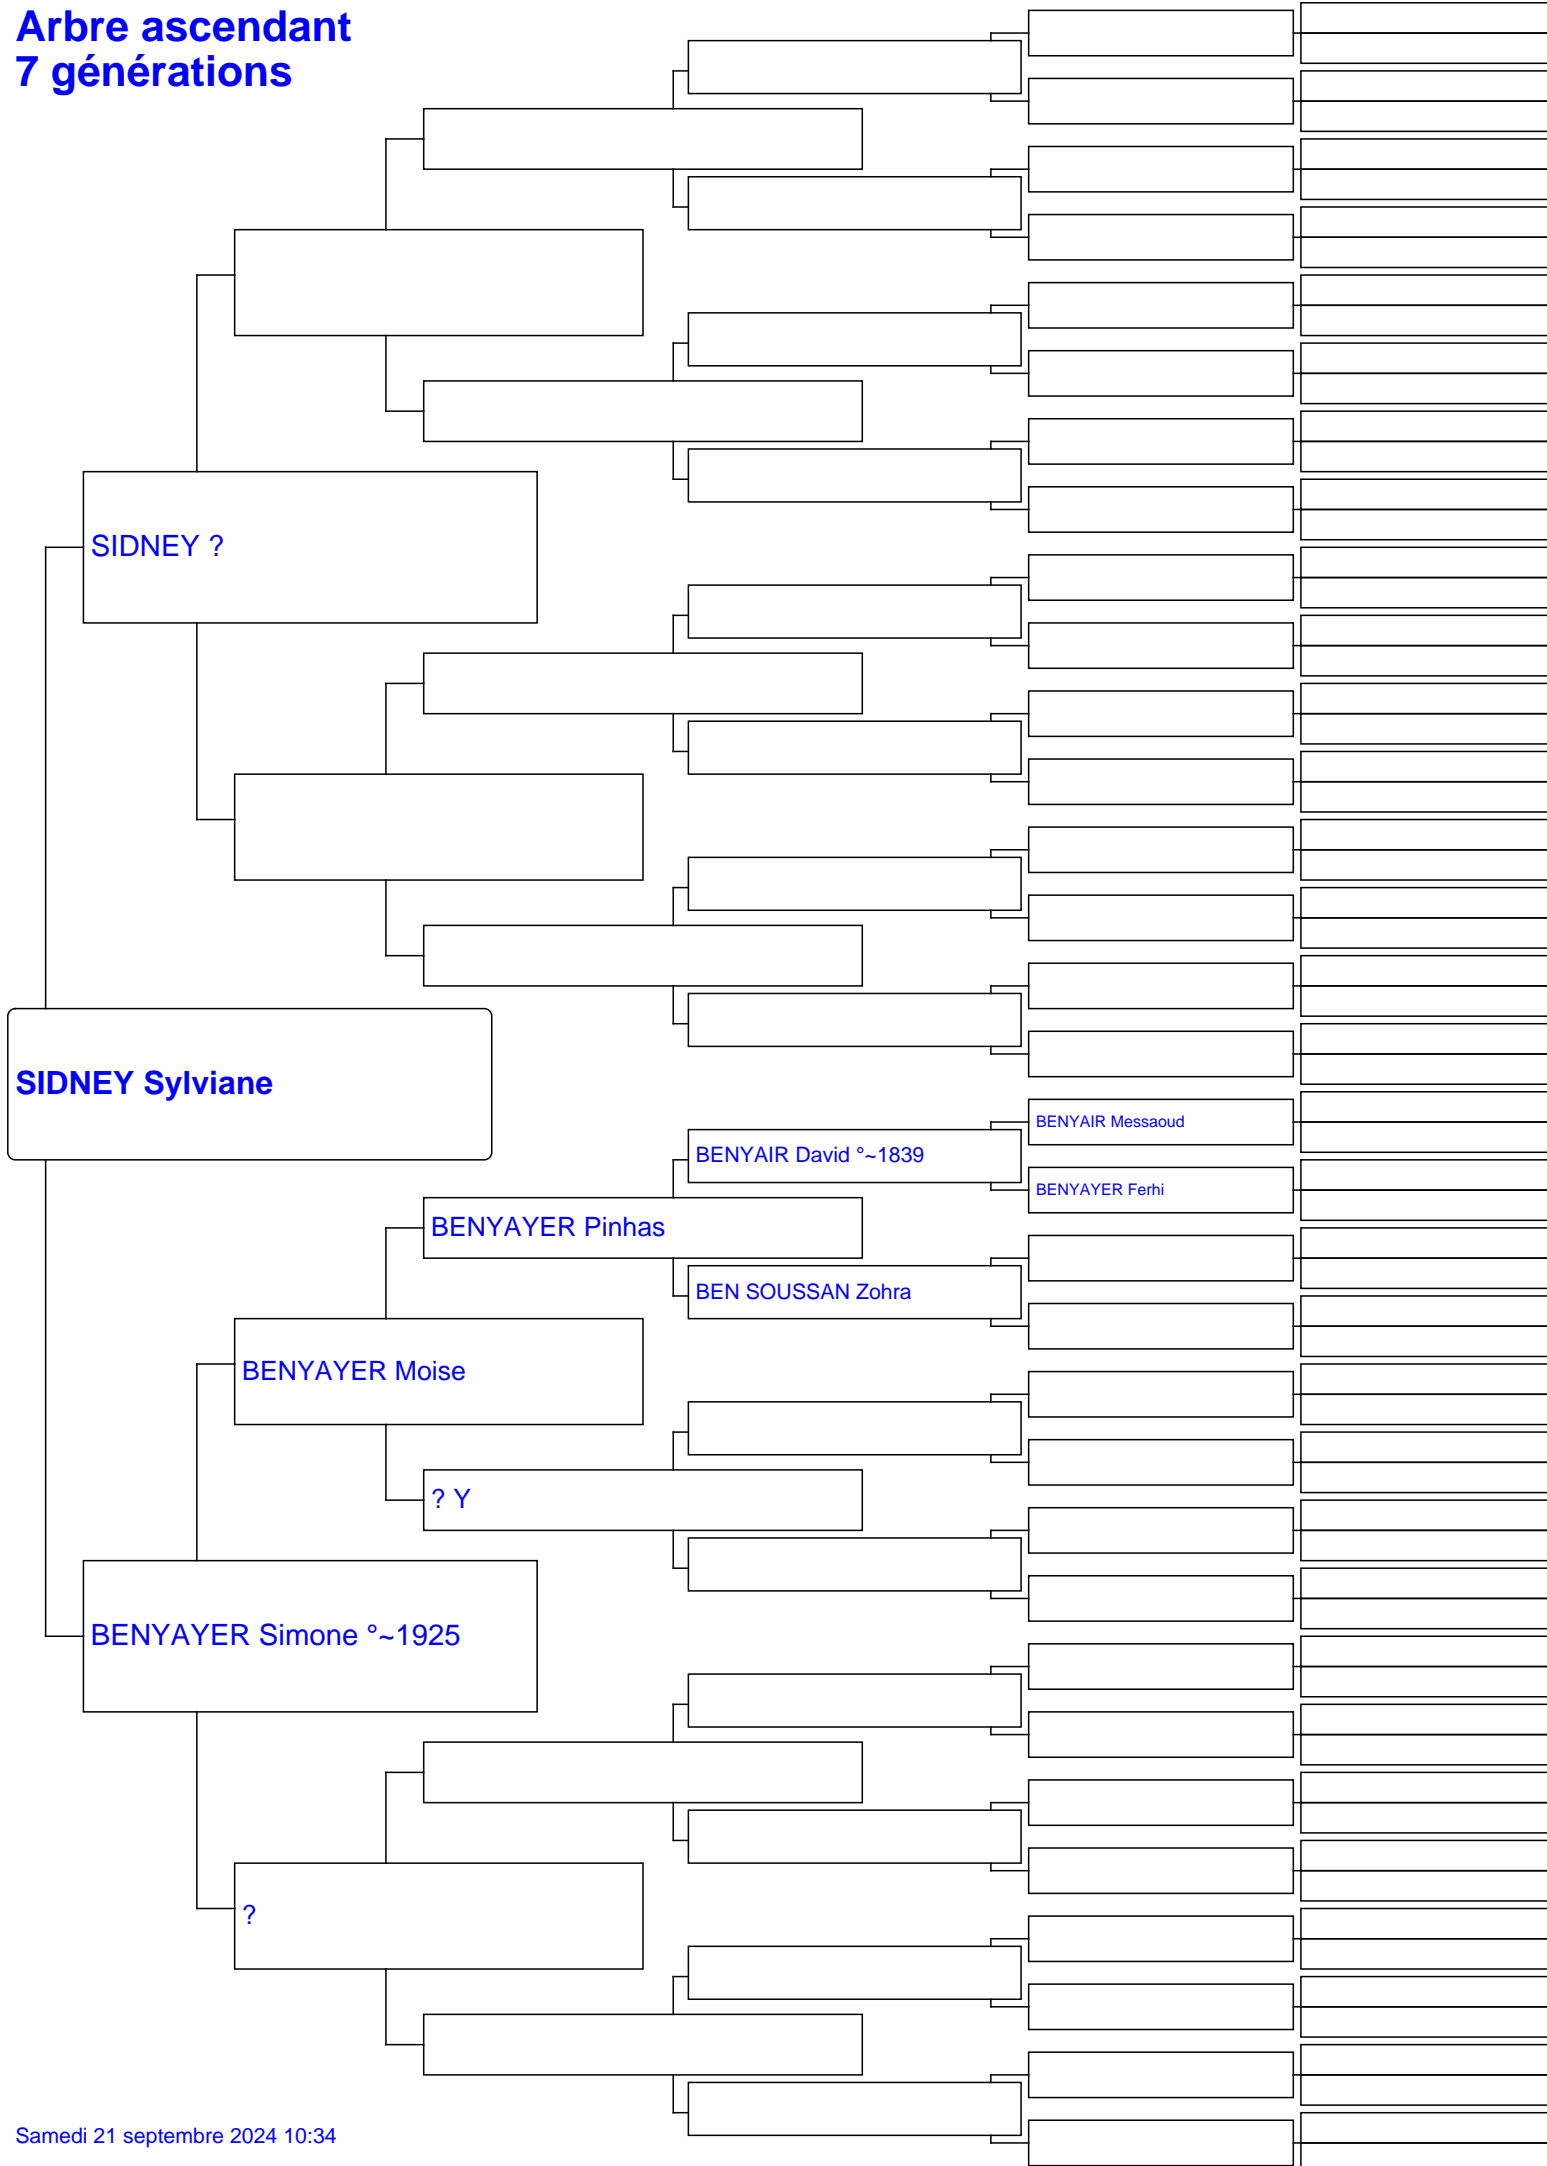 Arbre ascendant
7 générations
SIDNEY ?
SIDNEY Sylviane
BENYAIR Messaoud
BENYAIR David °~1839
BENYAYER Ferhi
BENYAYER Pinhas
BEN SOUSSAN Zohra
BENYAYER Moise
? Y
BENYAYER Simone °~1925
?
Samedi 21 septembre 2024 10:34